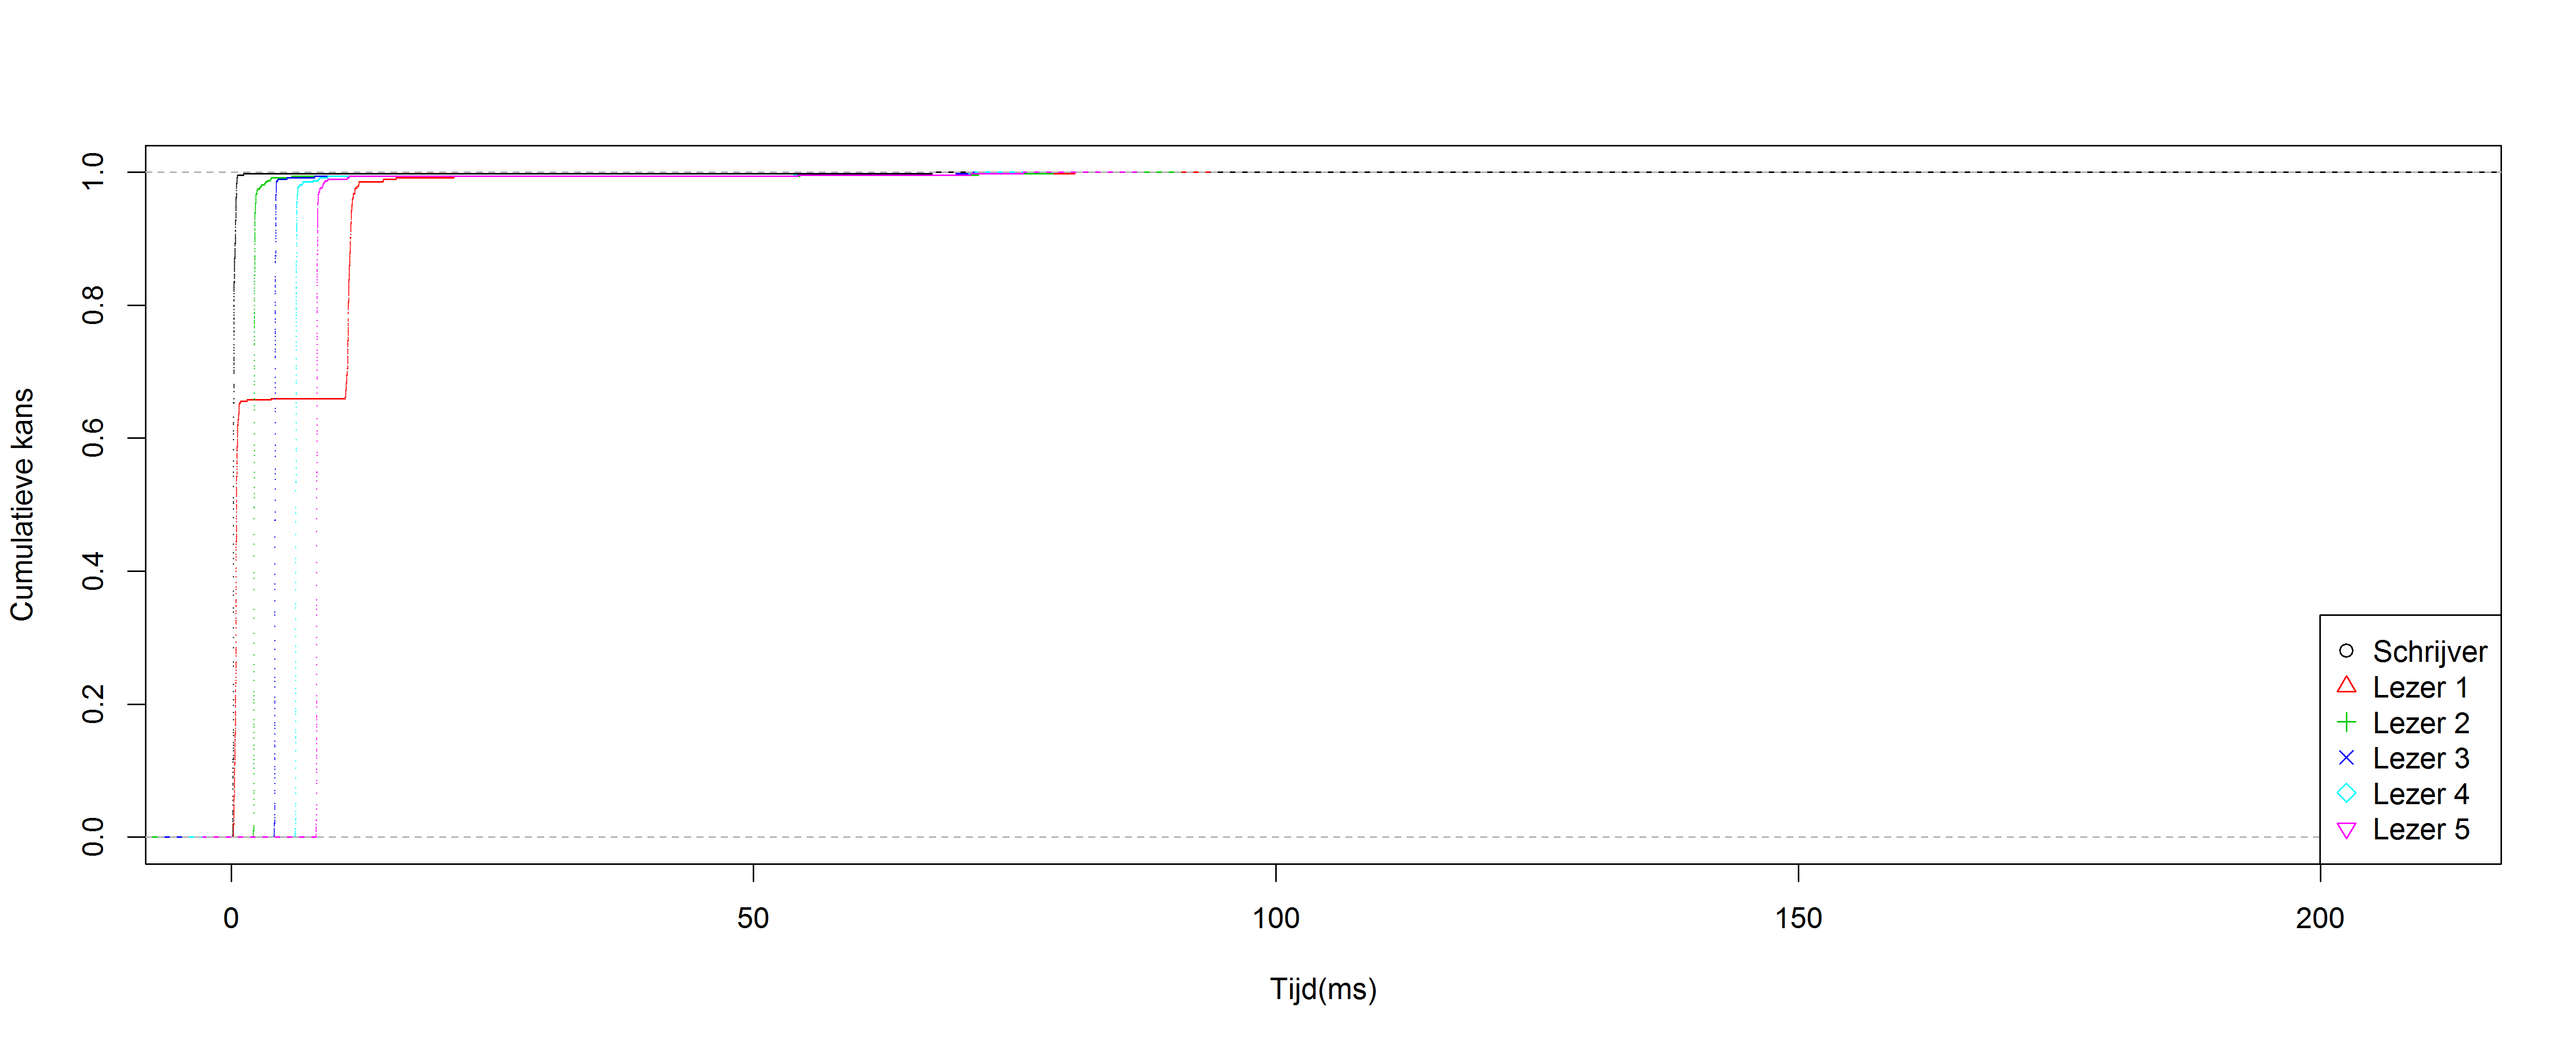 Cumulatieve kans
1.0
0.8
0.6
0.4
0.2
0.0
Schrijver
Lezer 1
Lezer 2
Lezer 3
Lezer 4
Lezer 5
0 50 100 150 200
Tijd(ms)